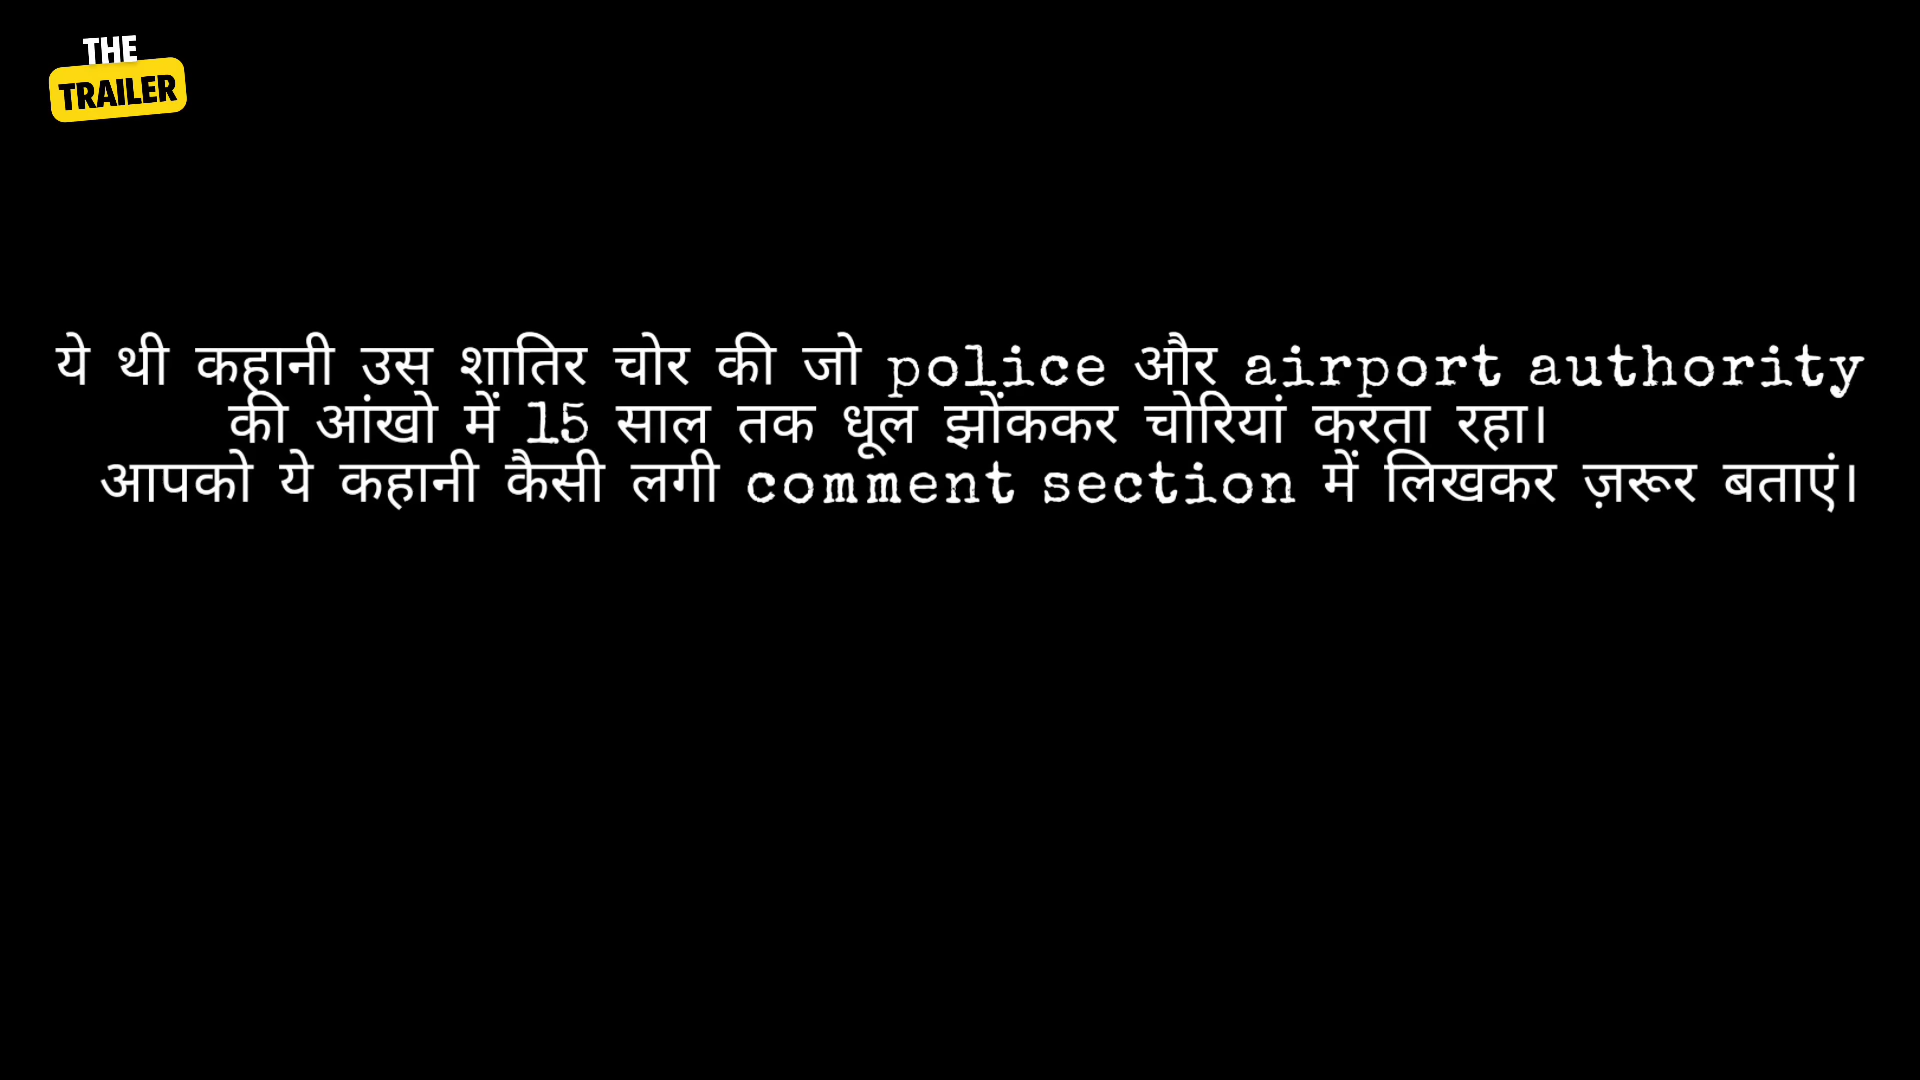 THE
TRAILER
ये थी कहानी उस शातिर चोर की जो police और airport authority
की आंखो में 15 साल तक धूल झोंककर चोरियां करता रहा।
आपको ये कहानी कैसी लगी comment section में लिखकर ज़रूर बताएं।